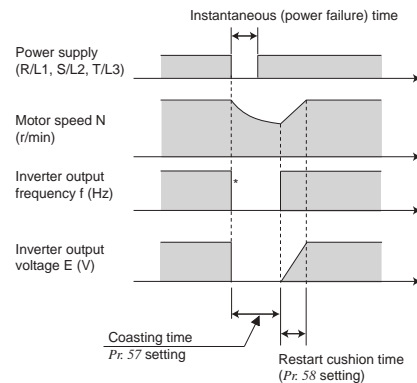 Instantaneous (power failure) time
Power supply
(R/L1, S/L2, T/L3)
Motor speed N
(r/min)
Inverter output
frequency f (Hz)
*
Inverter output
voltage E (V)
Coasting time
Pr. 57 setting
Restart cushion time
(Pr. 58 setting)